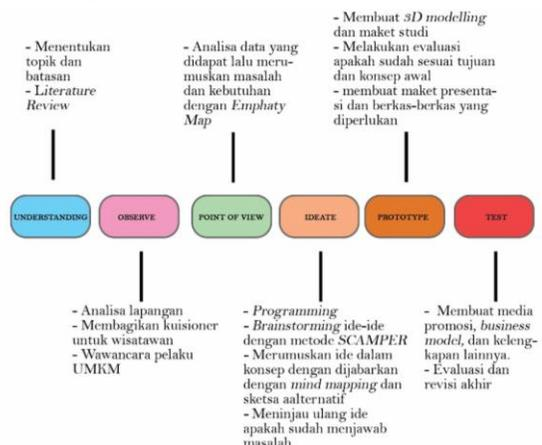 - Menentukan
topik dan
batasan
- Literature
Review
- Analisa data yang
didapat lalu meru-
muskan masalah
dan kebutuhan
dengan Emphaty
Map
- Membuat 3D modelling
dan maket studi
- Melakukan evaluasi
apakah sudah sesuai tujuan
dan konsep awal
- membuat maket presenta-
si dan berkas-berkas yang
diperlukan
UNDERSTANDING
OBSERVE
POINT OF VIEW
IDEATE
PROTOTYPE
TEST
- Analisa lapangan
- Membagikan kuisioner
untuk wisatawan
- Wawancara pelaku
UMKM
- Programming
- Brainstorming ide-ide
dengan metode SCAMPER
- Merumuskan ide dalam
konsep dengan dijabarkan
dengan mind mapping dan
sketsa aalternatif
- Meninjau ulang ide
apakah sudah menjawab
masalah
- Membuat media
promosi, business
model, dan keleng-
kapan lainnya.
- Evaluasi dan
revisi akhir